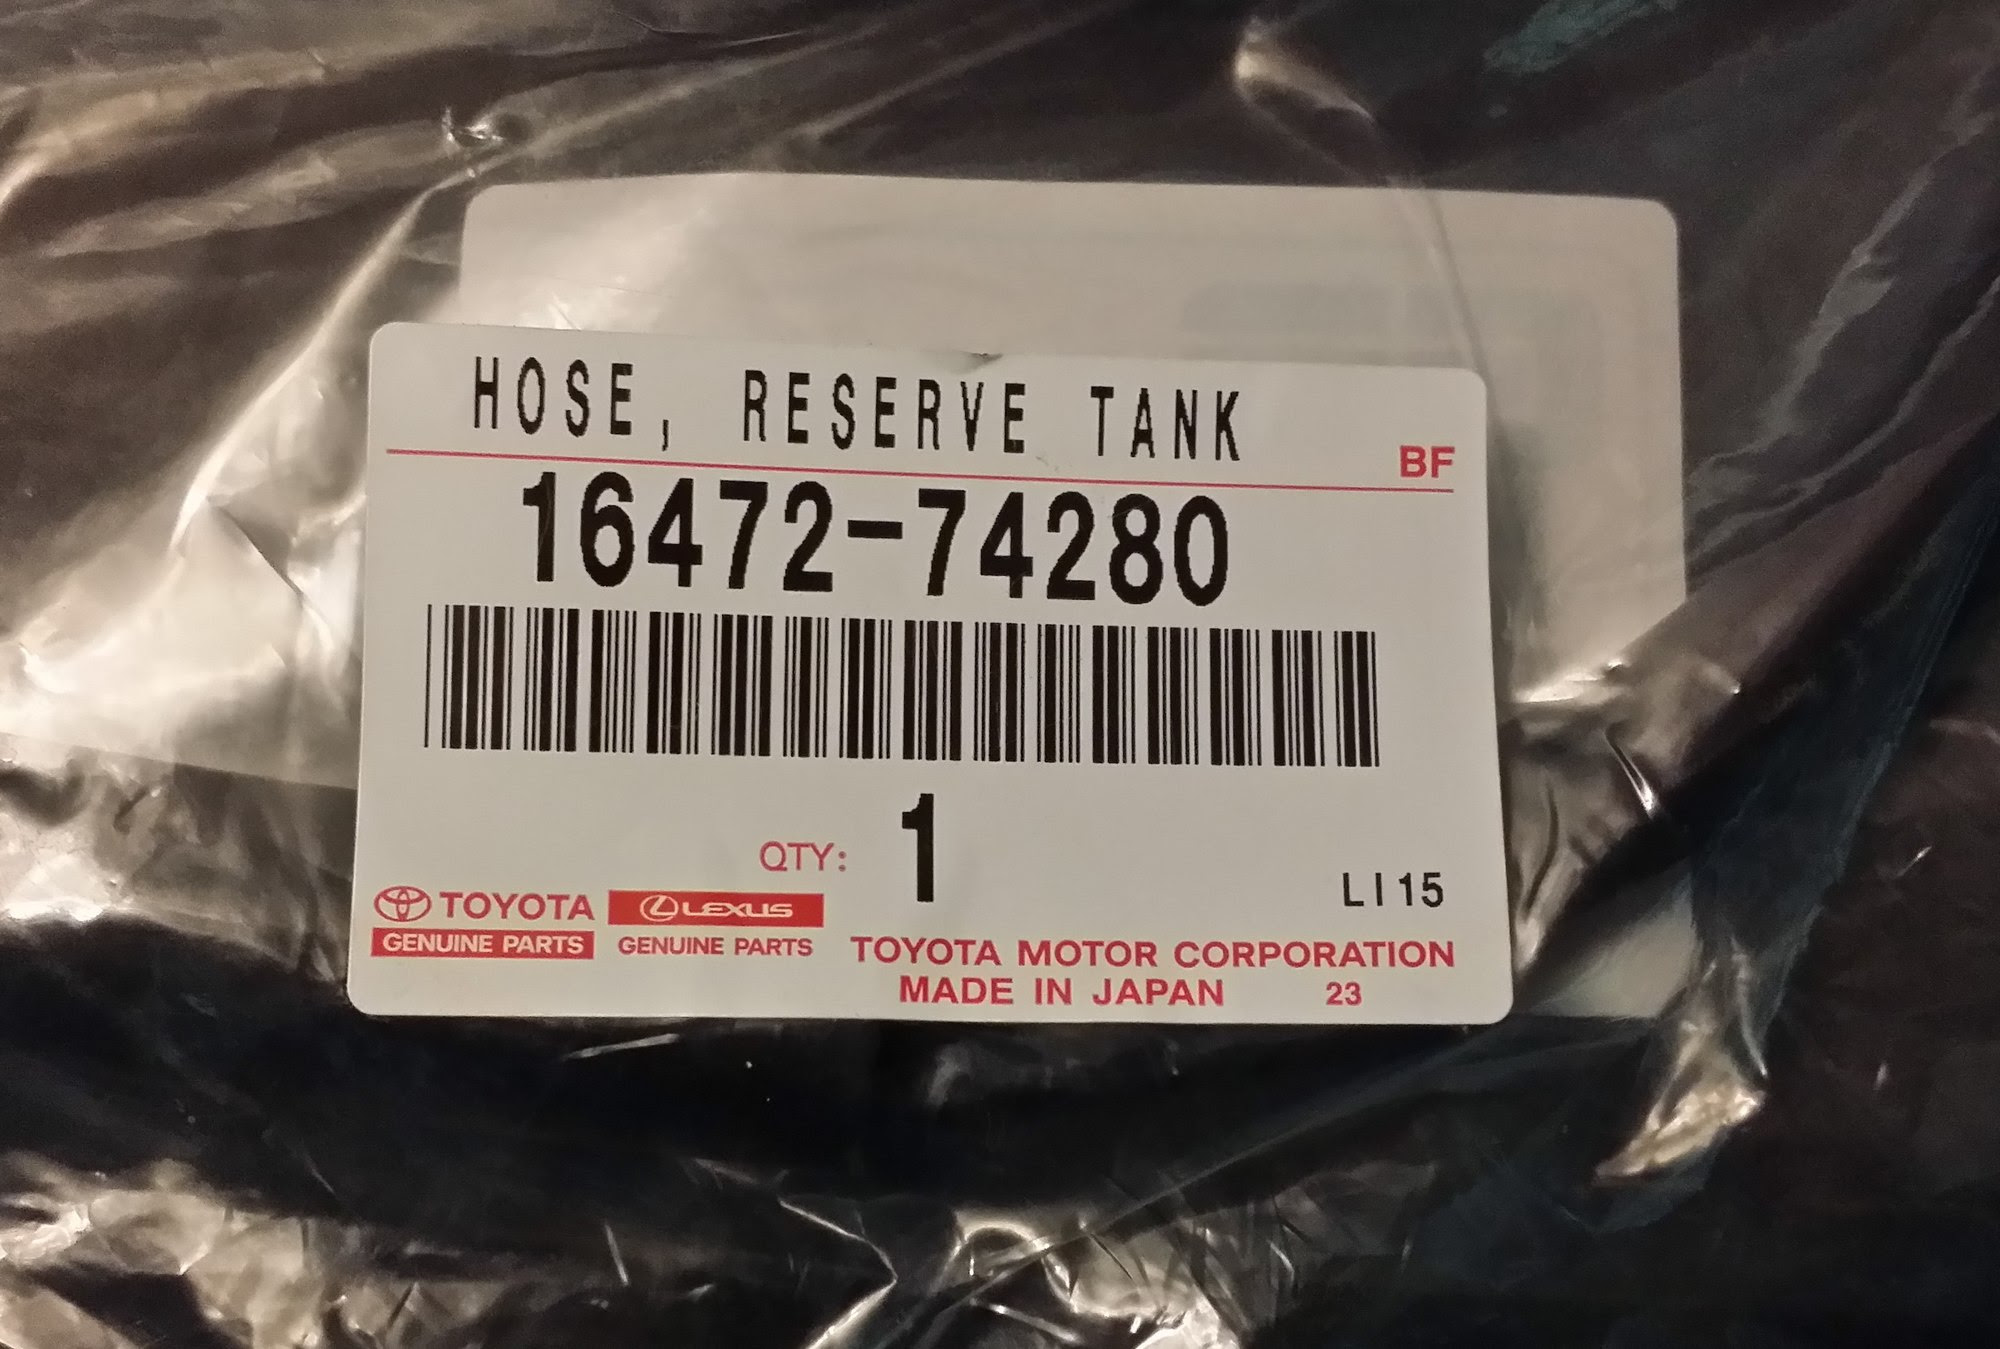 HOSE, RESERVE TANK
BF
16472-74280
QTY: 1
LI15
TOYOTA
GENUINE PARTS
LEXUS
GENUINE PARTS
TOYOTA MOTOR CORPORATION
MADE IN JAPAN 23